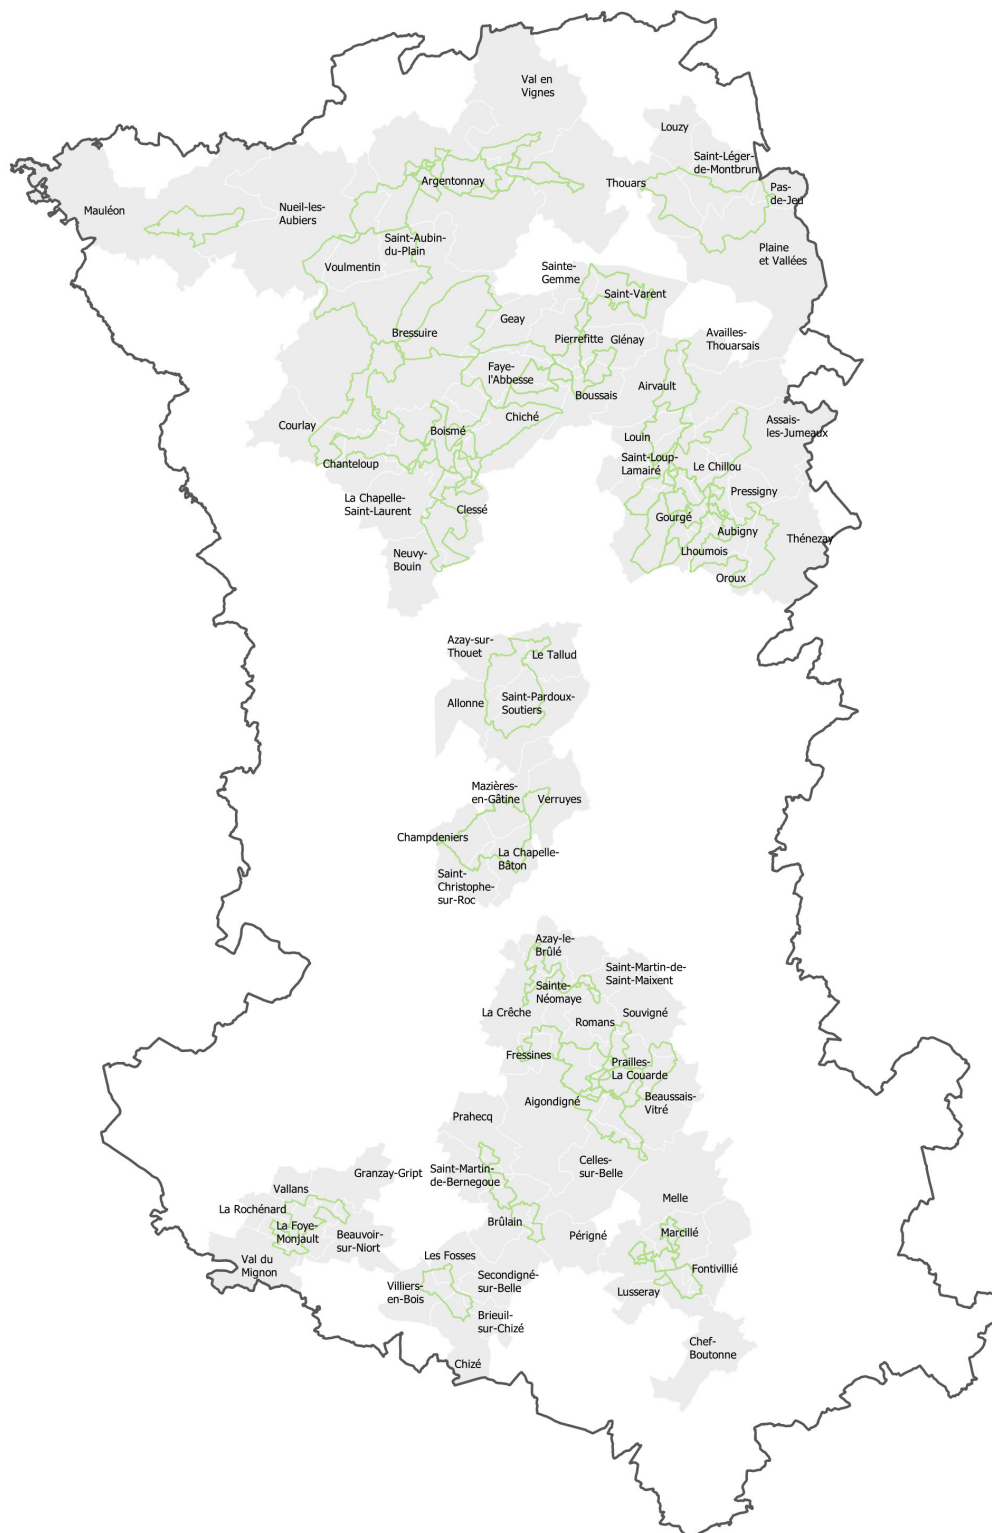 Val en
Vignes
Louzy
Saint-Léger-
de-Montbrun
Argentonnay
Thouars
Pas-
de-Jeu
Mauléon
Nueil-les-
Aubiers
Saint-Aubin-
du-Plain
Plaine
et Vallées
Voulmentin
Sainte-
Gemme
Saint-Varent
Geay
Bressuire
Pierrefitte
Glénay
Availles-
Thouarsais
Faye-
l'Abbesse
Airvault
Boussais
Chiché
Assais-
les-Jumeaux
Courlay
Boismé
Louin
Chanteloup
Saint-Loup-
Lamairé
Le Chillou
Pressigny
La Chapelle-
Saint-Laurent
Clessé
Gourgé
Aubigny
Thénezay
Neuvy-
Bouin
Lhoumois
Oroux
Azay-sur-
Thouet
Le Tallud
Allonne
Saint-Pardoux-
Soutiers
Mazières-
en-Gâtine
Verruyes
Champdeniers
La Chapelle-
Bâton
Saint-
Christophe-
sur-Roc
Azay-le-
Brûlé
Saint-Martin-de-
Saint-Maixent
Sainte-
Néomaye
La Crêche
Souvigné
Romans
Fressines
Prailles-
La Couarde
Aigondigné
Beaussais-
Vitré
Prahecq
Celles-
sur-Belle
Saint-Martin-
de-Bernegoue
Granzay-Gript
Vallans
Melle
La Rochénard
La Foye-
Monjault
Brûlain
Beauvoir-
sur-Niort
Périgné
Marcillé
Les Fosses
Val du
Mignon
Fontivillié
Secondigné-
sur-Belle
Villiers-
en-Bois
Lusseray
Brieuil-
sur-Chizé
Chef-
Boutonne
Chizé